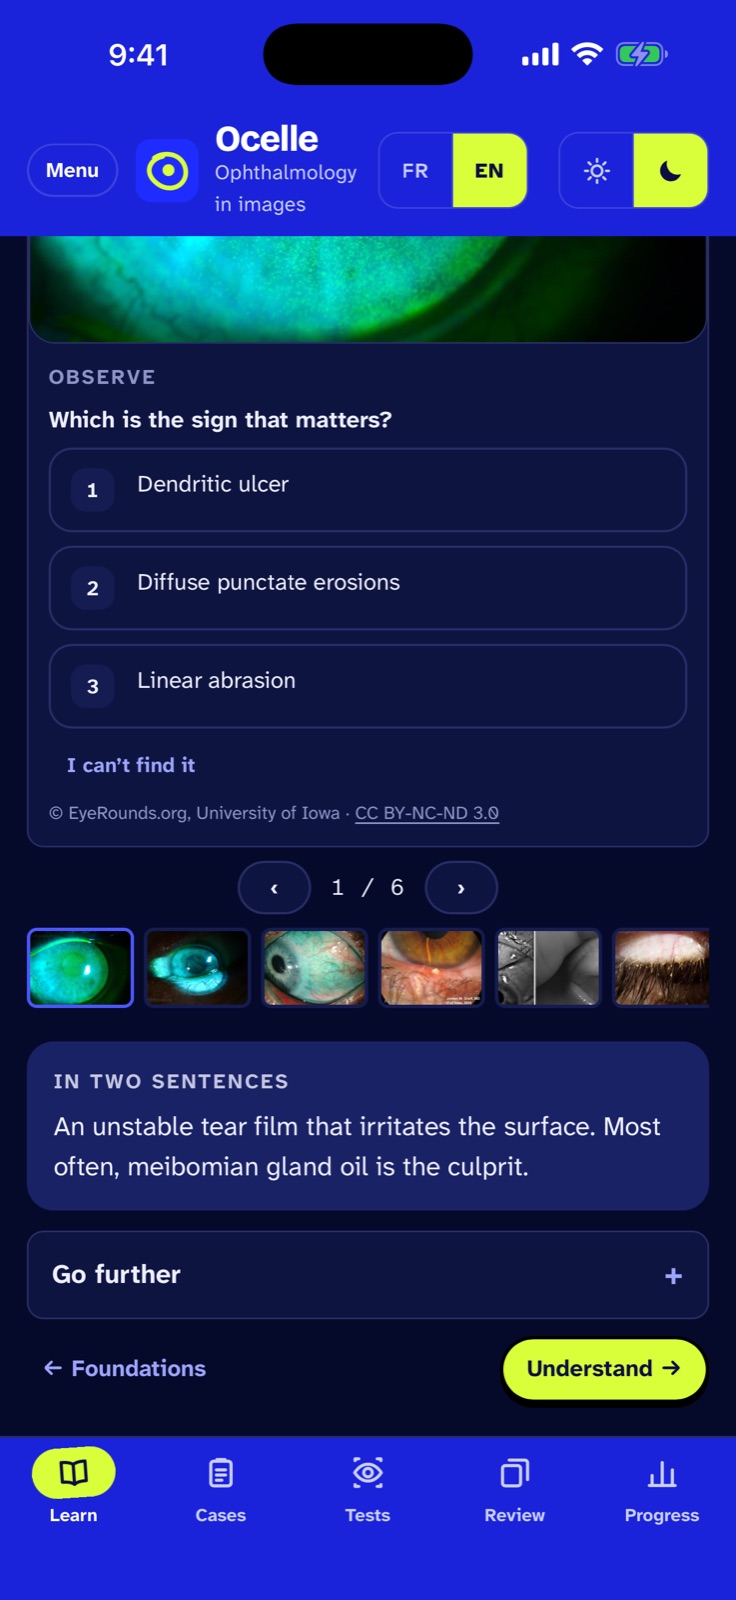 9:41
Menu
Ocelle
Ophthalmology
in images
FR
EN
OBSERVE
Which is the sign that matters?
1
Dendritic ulcer
2
Diffuse punctate erosions
3
Linear abrasion
I can’t find it
© EyeRounds.org, University of Iowa · CC BY-NC-ND 3.0
‹ 1 / 6 ›
IN TWO SENTENCES
An unstable tear film that irritates the surface. Most
often, meibomian gland oil is the culprit.
Go further +
← Foundations
Understand →
Learn
Cases
Tests
Review
Progress